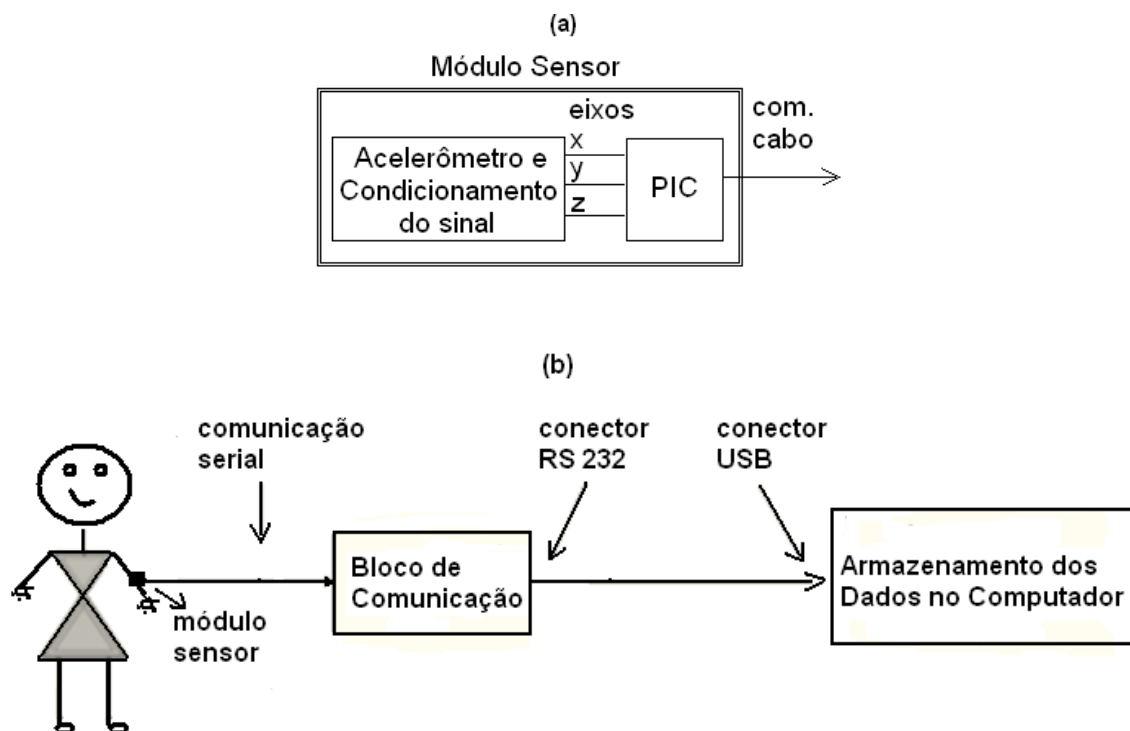 (a)
Módulo Sensor
eixos
x
y
z
Acelerômetro e
Condicionamento
do sinal
PIC
com.
cabo
(b)
comunicação
serial
conector
RS 232
conector
USB
módulo
sensor
Bloco de
Comunicação
Armazenamento dos
Dados no Computador